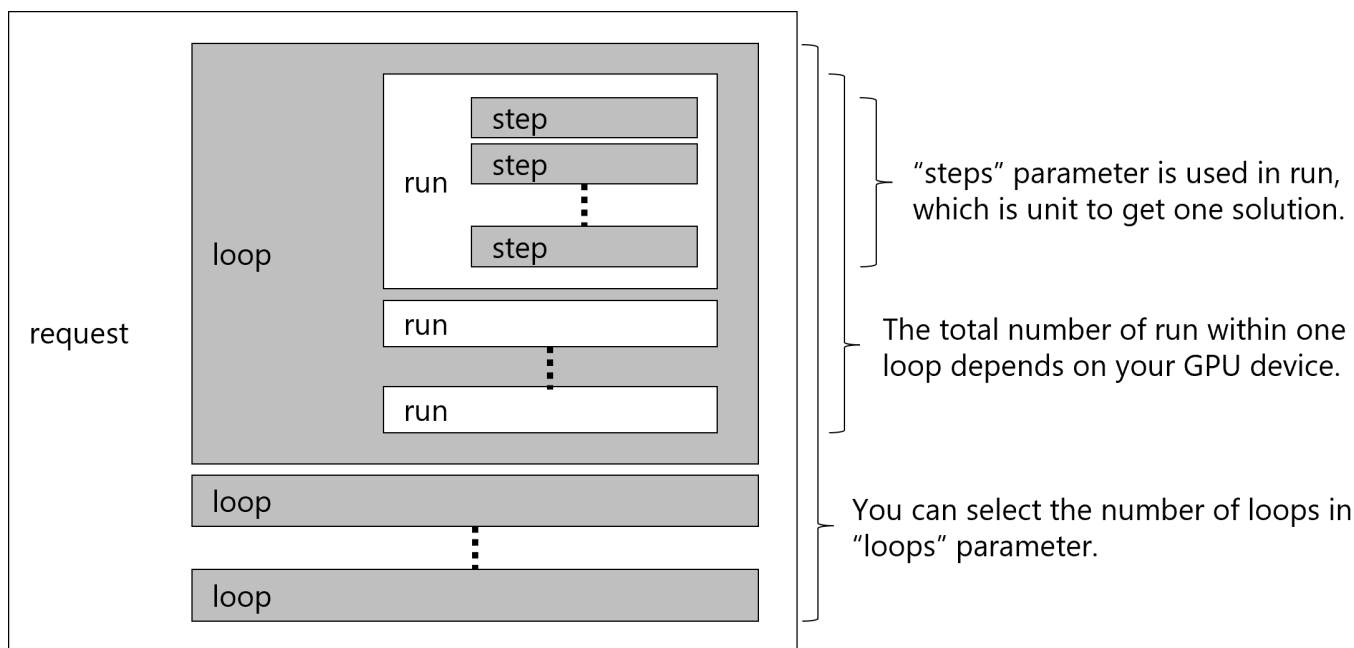 step
step
run
step
loop
run
request
run
loop
loop
“steps” parameter is used in run,
which is unit to get one solution.
The total number of run within one
loop depends on your GPU device.
You can select the number of loops in
“loops” parameter.